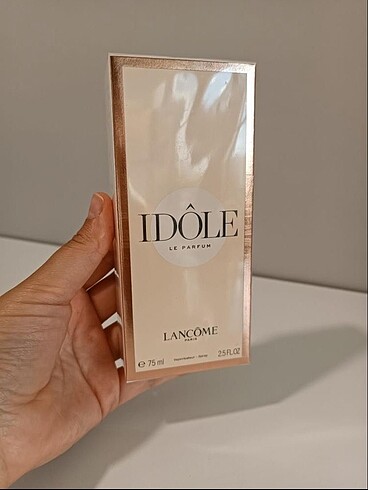 IDÔLE
LE PARFUM
LANCÔME
PARIS
e 75 ml
2.5 FL.OZ